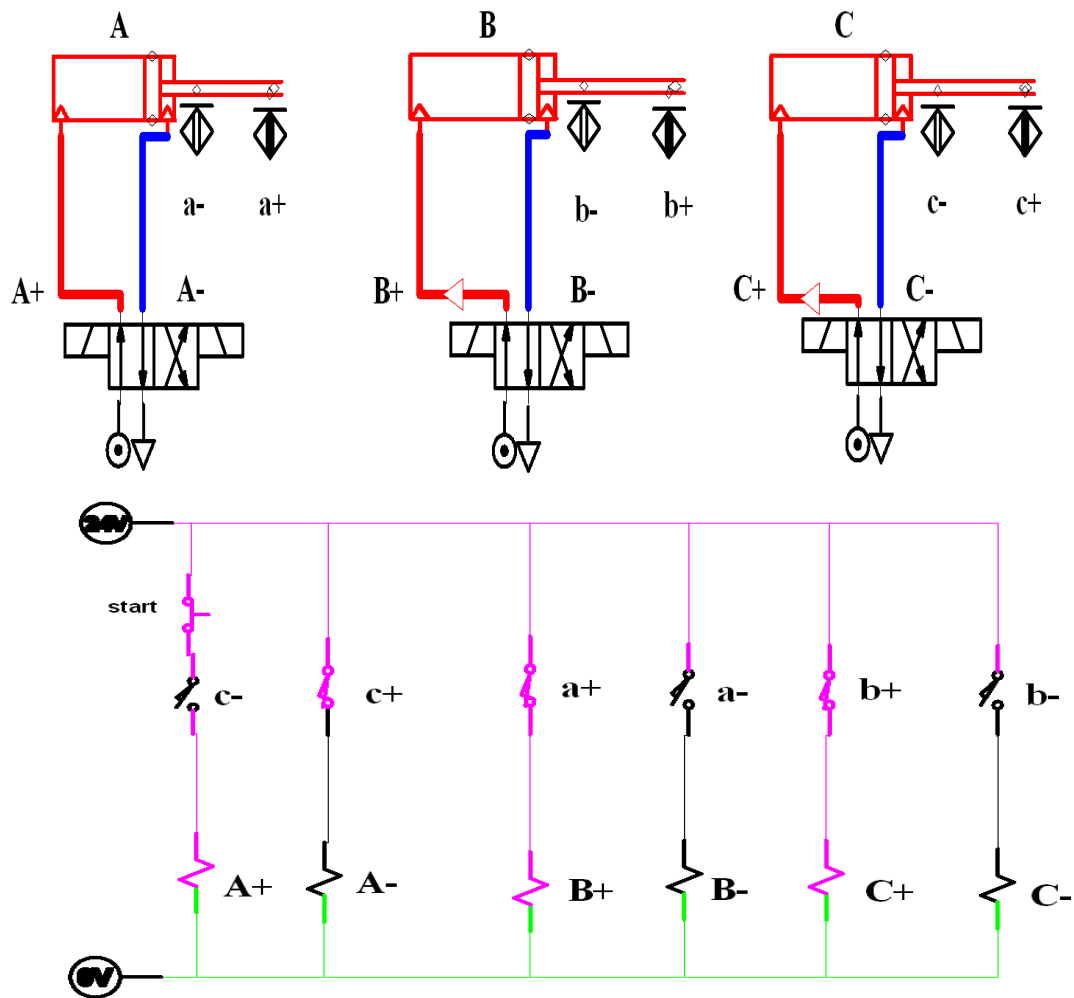 A B C
a- a+ b- b+ c- c+
A+ A- B+ B- C+ C-
24V
start
c- c+ a+ a- b+ b-
A+ A- B+ B- C+ C-
0V